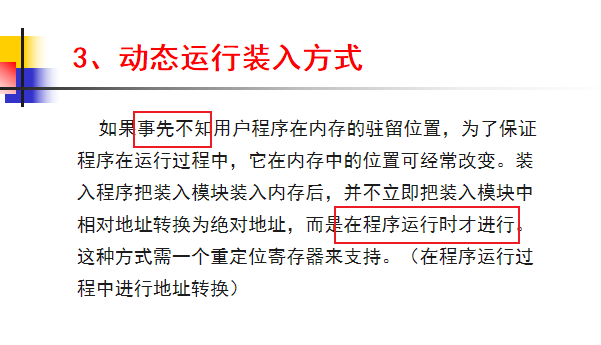 3、动态运行装入方式
如果事先不知用户程序在内存的驻留位置，为了保证
程序在运行过程中，它在内存中的位置可经常改变。装
入程序把装入模块装入内存后，并不立即把装入模块中
相对地址转换为绝对地址，而是在程序运行时才进行。
这种方式需一个重定位寄存器来支持。（在程序运行过
程中进行地址转换）